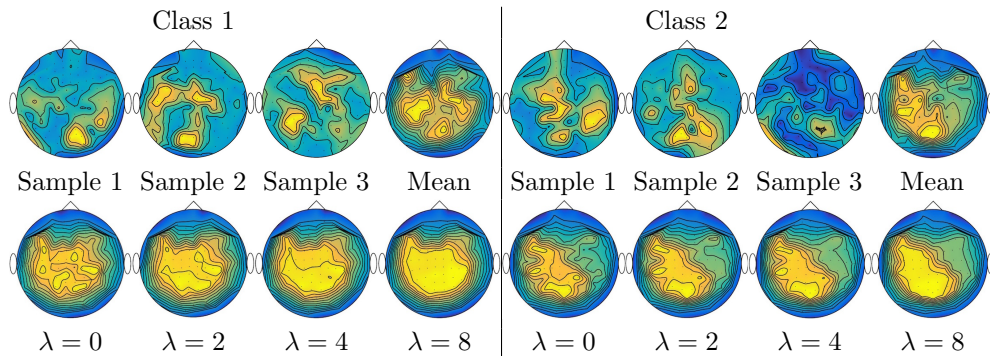 Class 1 Class 2
Sample 1 Sample 2 Sample 3 Mean Sample 1 Sample 2 Sample 3 Mean
λ = 0 λ = 2 λ = 4 λ = 8 λ = 0 λ = 2 λ = 4 λ = 8